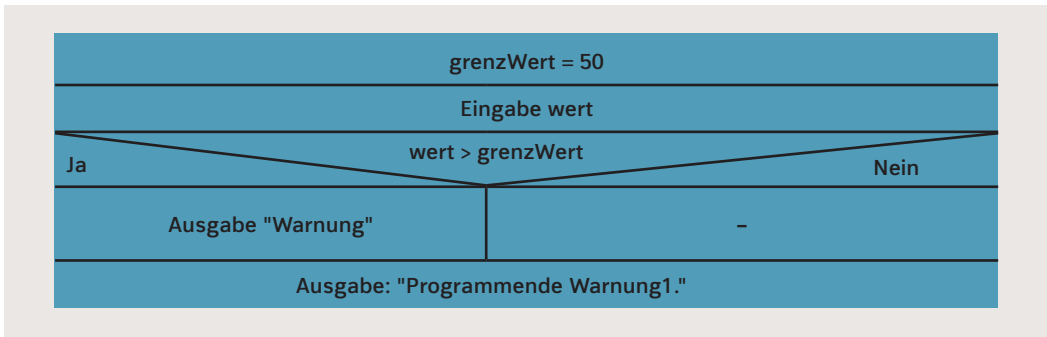 grenzWert = 50
Eingabe wert
wert > grenzWert
Ja
Nein
Ausgabe "Warnung"
–
Ausgabe: "Programmende Warnung1."